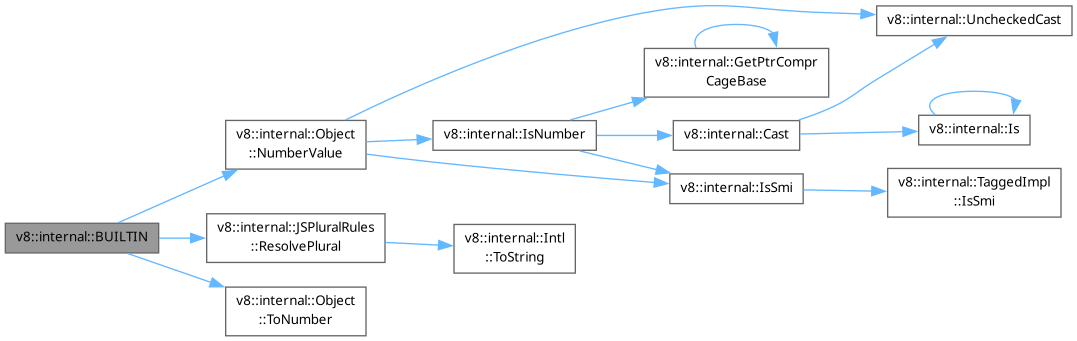 v8::internal::UncheckedCast
v8::internal::GetPtrCompr
CageBase
v8::internal::Object
::NumberValue
v8::internal::IsNumber
v8::internal::Cast
v8::internal::Is
v8::internal::IsSmi
v8::internal::TaggedImpl
::IsSmi
v8::internal::BUILTIN
v8::internal::JSPluralRules
::ResolvePlural
v8::internal::Intl
::ToString
v8::internal::Object
::ToNumber